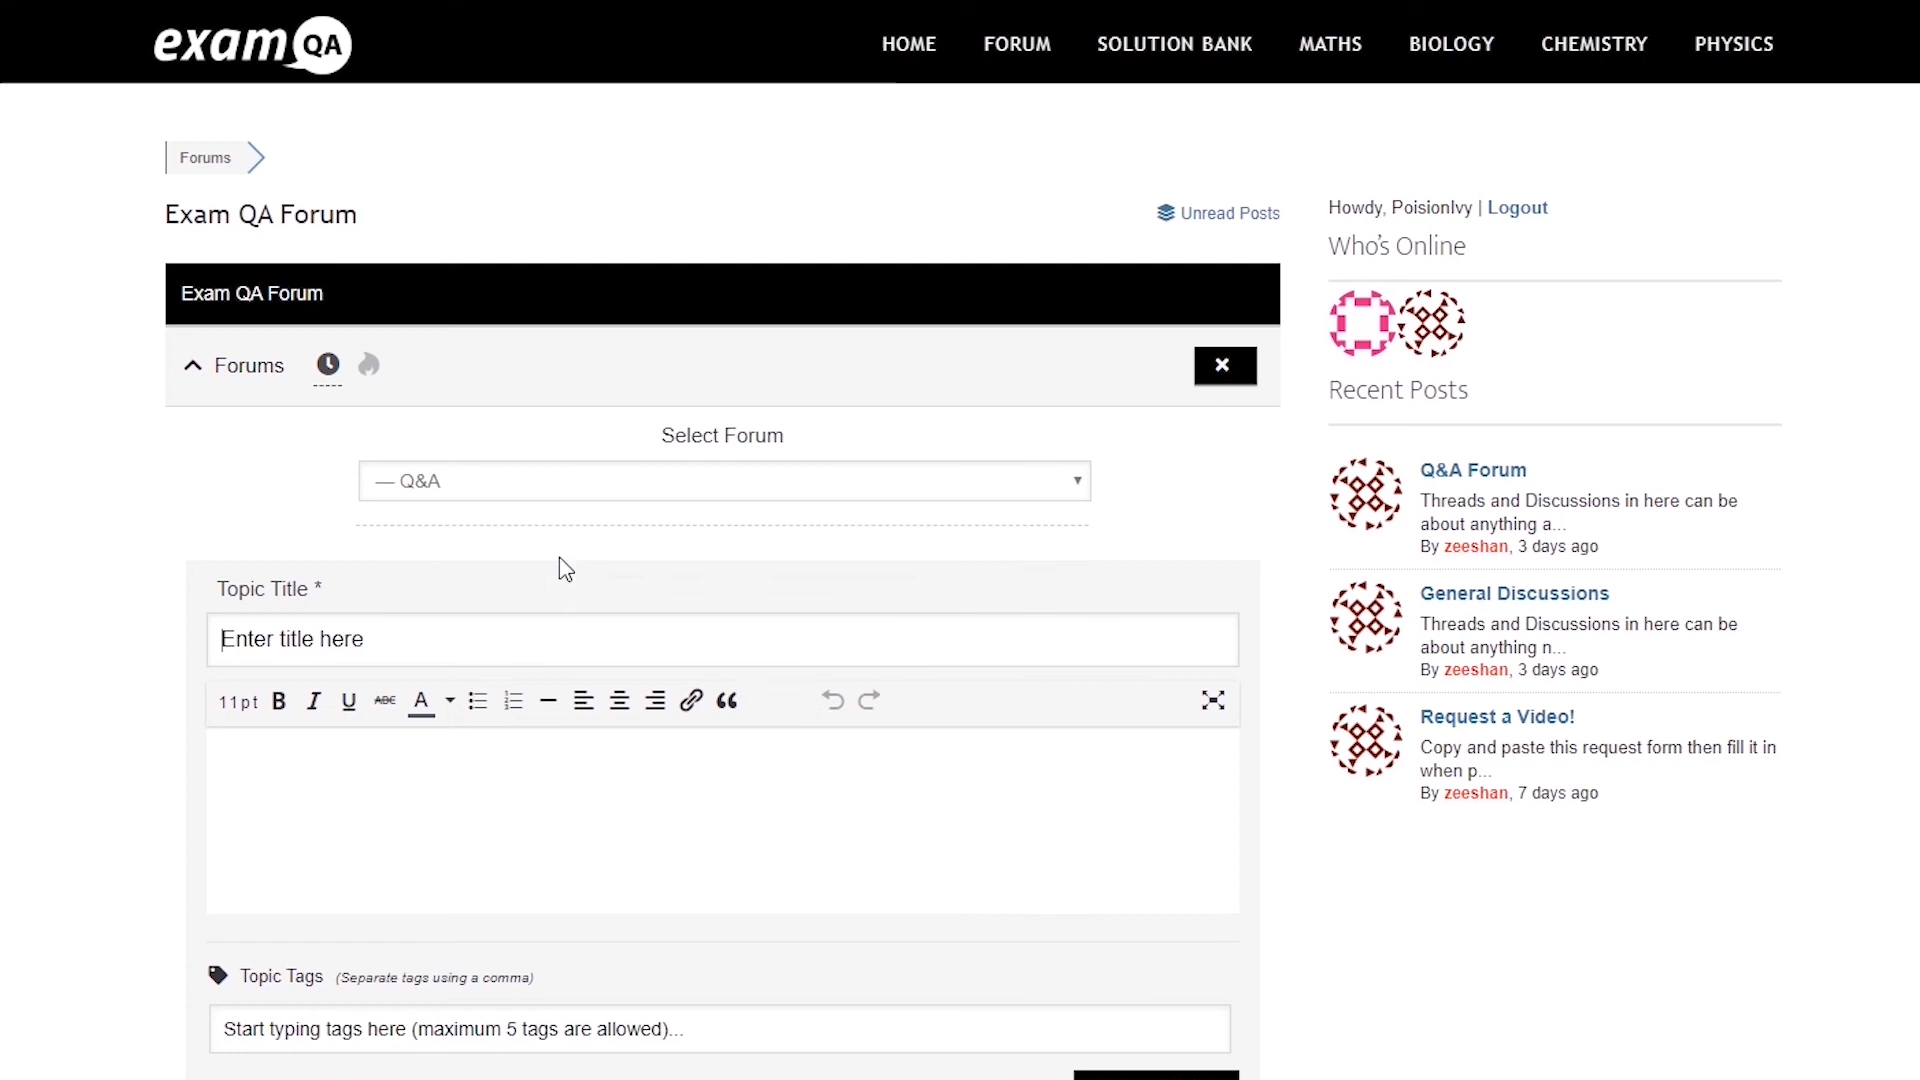 exam QA
HOME FORUM SOLUTION BANK MATHS BIOLOGY CHEMISTRY PHYSICS
Forums
Exam QA Forum
Unread Posts
Exam QA Forum
Forums
Select Forum
— Q&A
Topic Title *
Enter title here
11pt B I U ABC A
Topic Tags (Separate tags using a comma)
Start typing tags here (maximum 5 tags are allowed)...
Howdy, PoisionIvy | Logout
Who's Online
Recent Posts
Q&A Forum
Threads and Discussions in here can be
about anything a...
By zeeshan, 3 days ago
General Discussions
Threads and Discussions in here can be
about anything n...
By zeeshan, 3 days ago
Request a Video!
Copy and paste this request form then fill it in
when p...
By zeeshan, 7 days ago